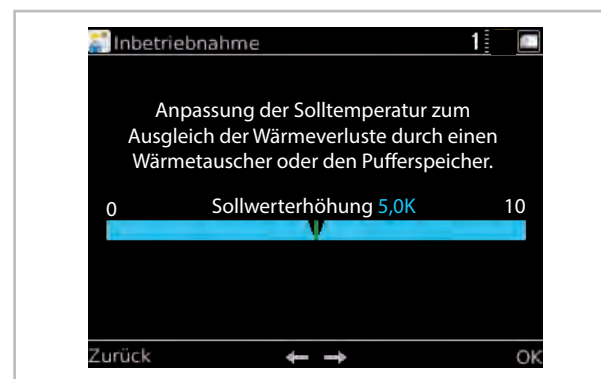 Inbetriebnahme 1
Anpassung der Solltemperatur zum
Ausgleich der Wärmeverluste durch einen
Wärmetauscher oder den Pufferspeicher.
0 Sollwerterhöhung 5,0K 10
Zurück ← → OK